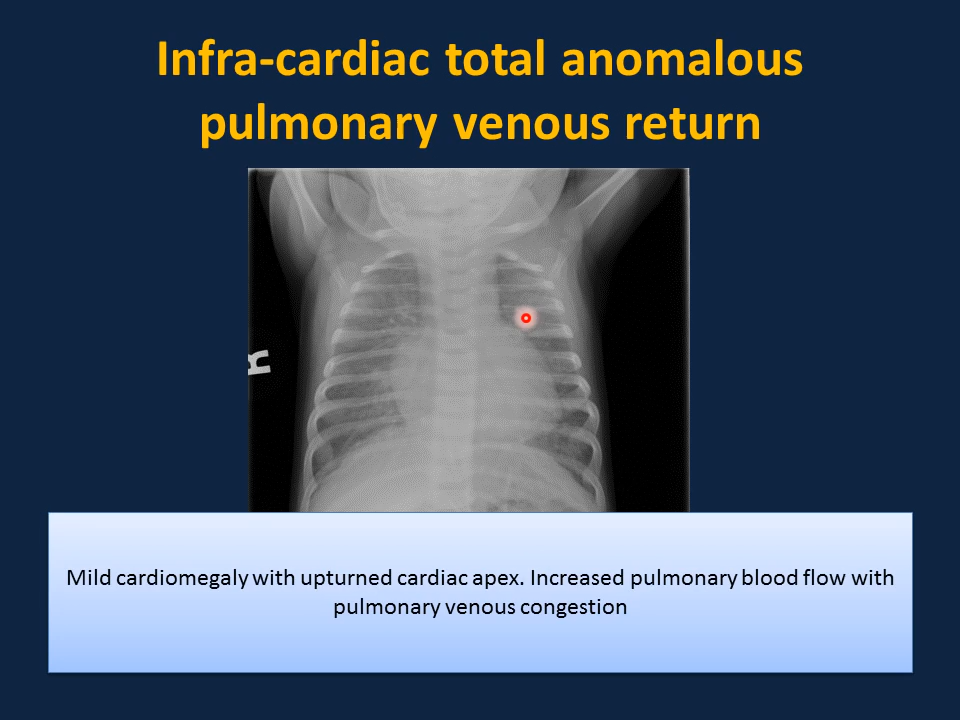 Infra-cardiac total anomalous
pulmonary venous return
R
Mild cardiomegaly with upturned cardiac apex. Increased pulmonary blood flow with
pulmonary venous congestion